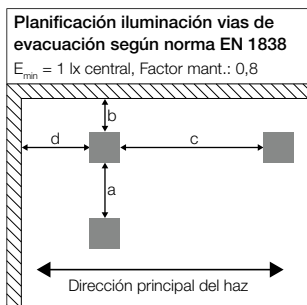 Planificación iluminación vias de
evacuación según norma EN 1838
Emin = 1 lx central, Factor mant.: 0,8
b
d
c
a
Dirección principal del haz